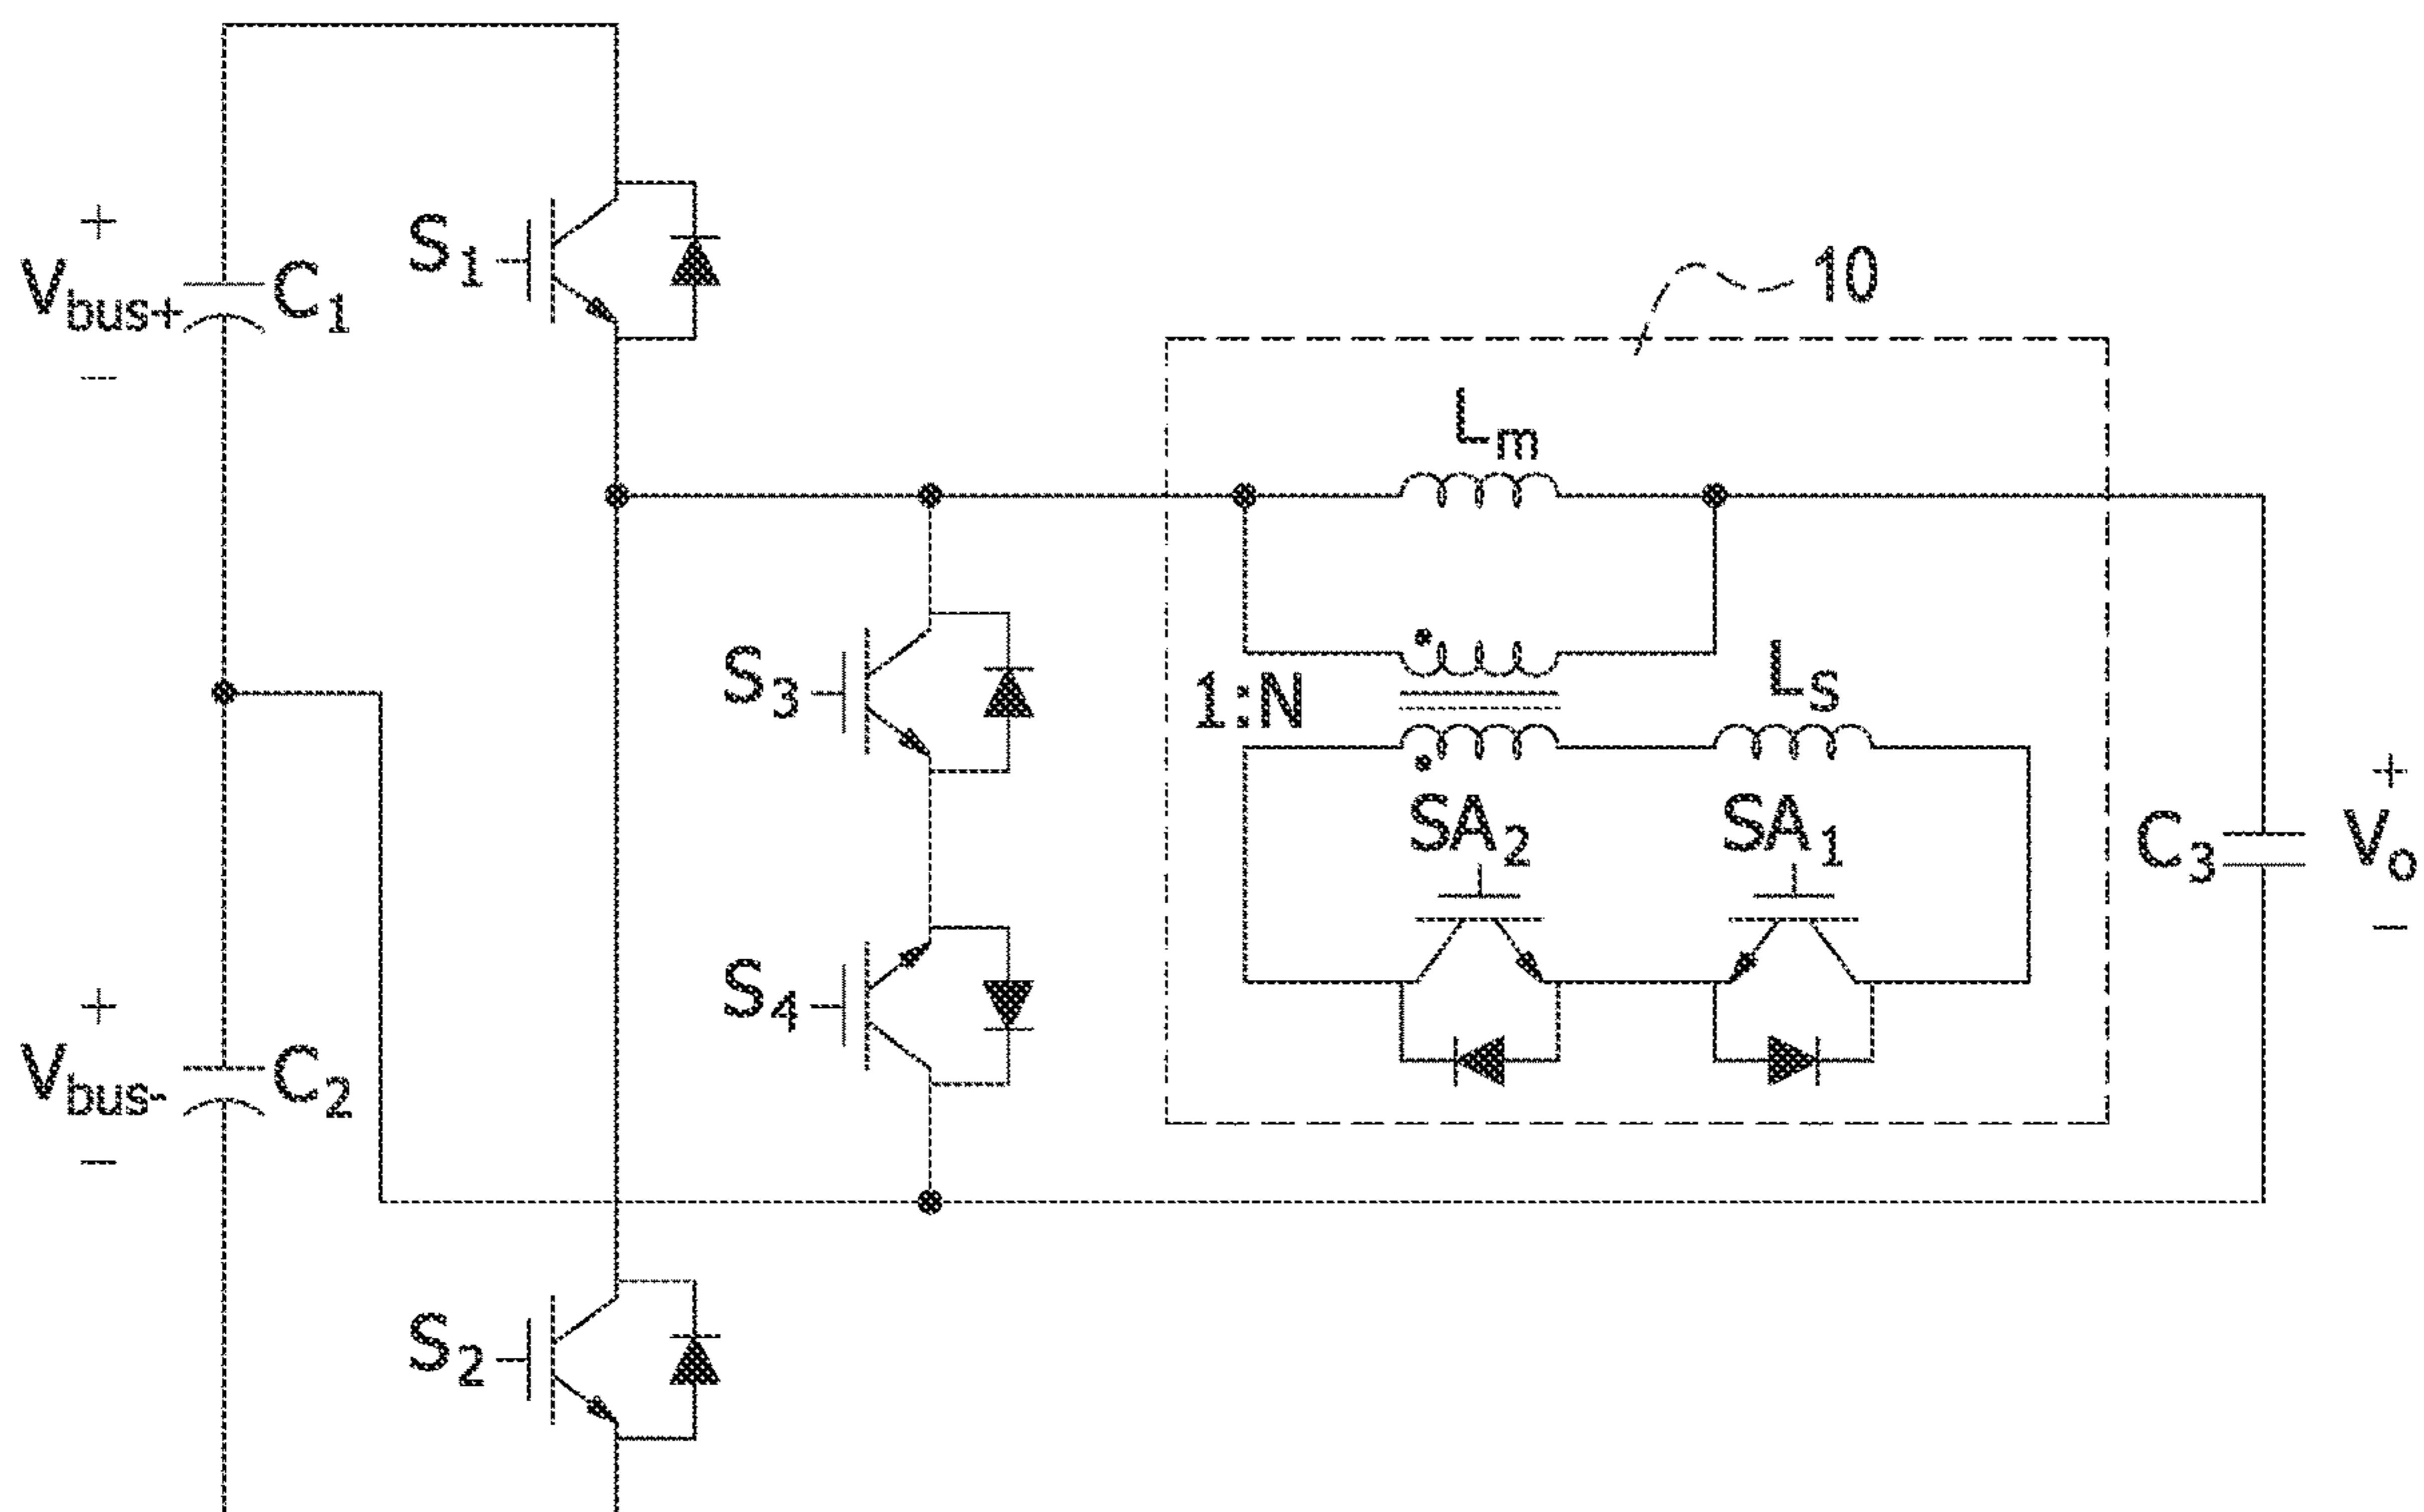 S1
10
+
Vbus+
−
C1
Lm
S3
1:N
LS
SA2
SA1
C3
+
Vo
−
S4
+
Vbus-
−
C2
S2